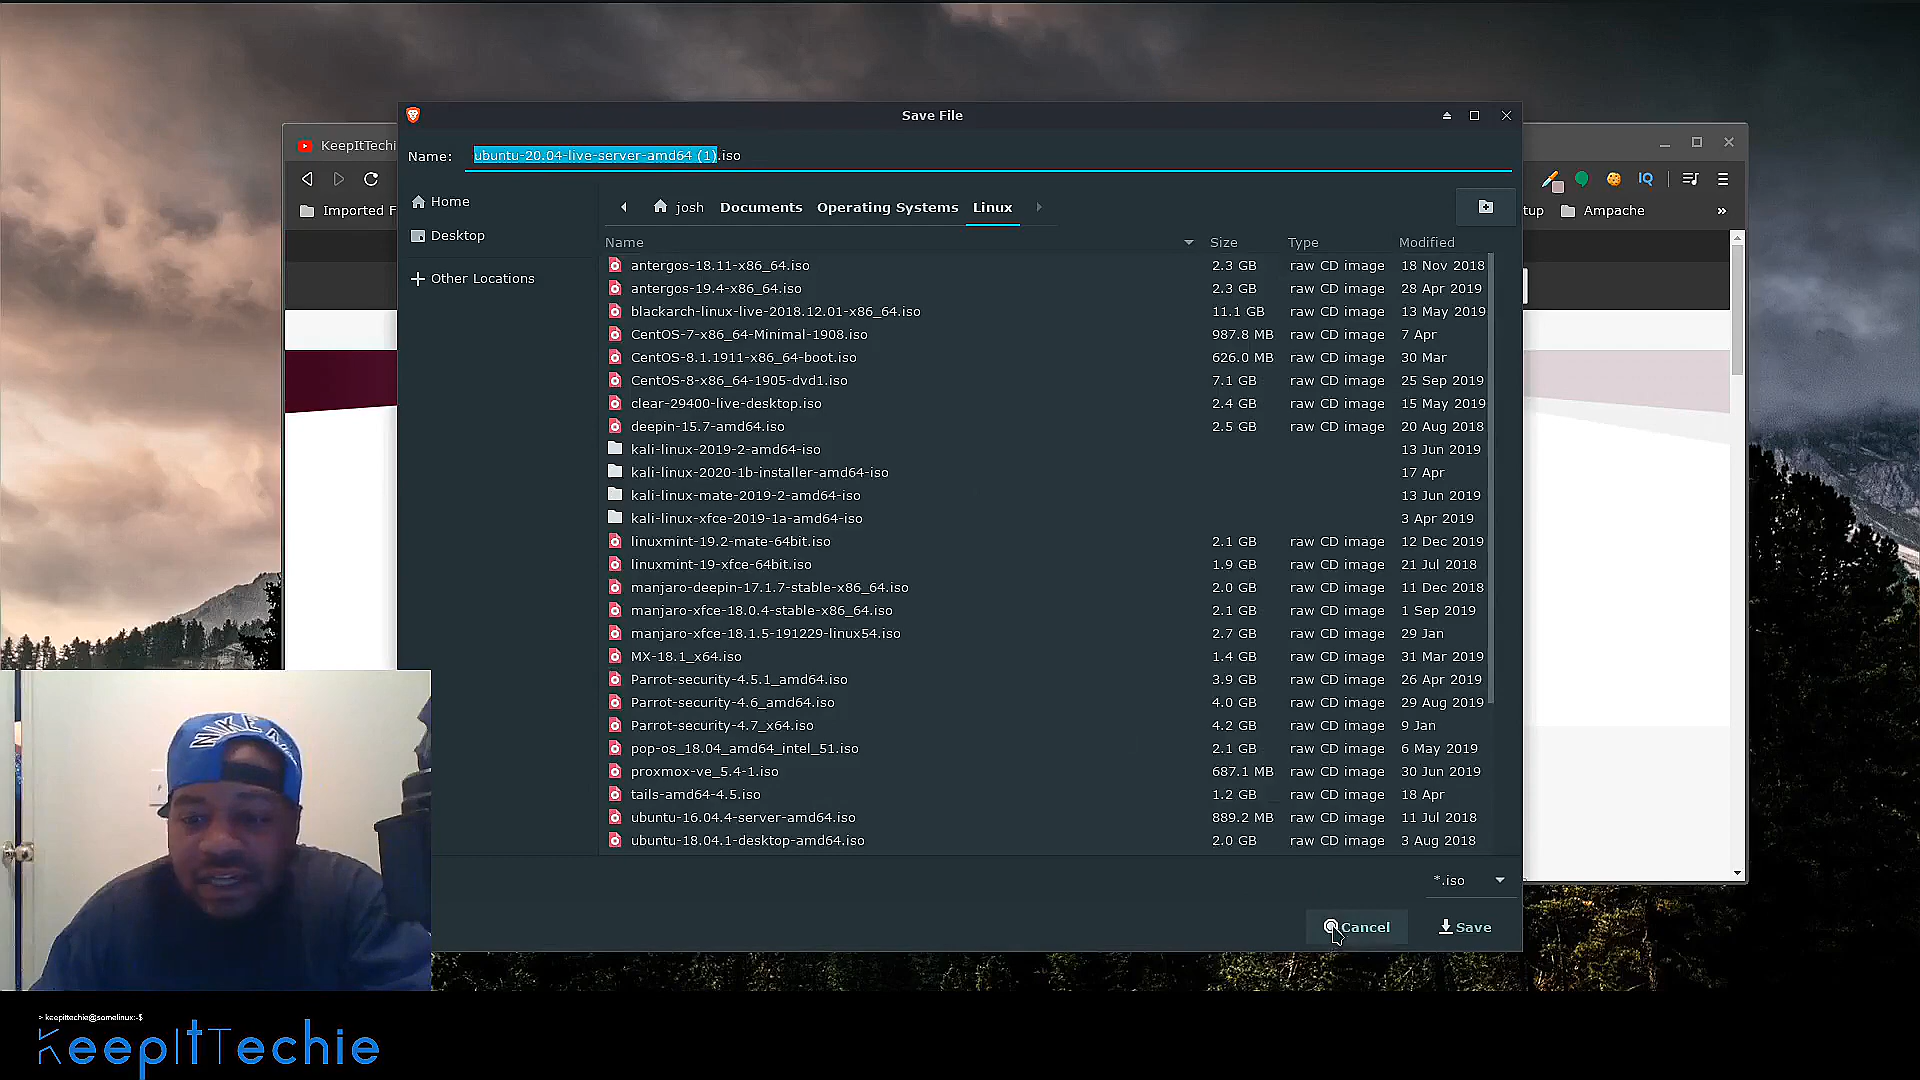 Save File
KeepItTechi
Name: ubuntu-20.04-live-server-amd64 (1).iso
Imported F
tup Ampache »
IQ
Home
Desktop
Other Locations
josh Documents Operating Systems Linux
Name Size Type Modified
antergos-18.11-x86_64.iso 2.3 GB raw CD image 18 Nov 2018
antergos-19.4-x86_64.iso 2.3 GB raw CD image 28 Apr 2019
blackarch-linux-live-2018.12.01-x86_64.iso 11.1 GB raw CD image 13 May 2019
CentOS-7-x86_64-Minimal-1908.iso 987.8 MB raw CD image 7 Apr
CentOS-8.1.1911-x86_64-boot.iso 626.0 MB raw CD image 30 Mar
CentOS-8-x86_64-1905-dvd1.iso 7.1 GB raw CD image 25 Sep 2019
clear-29400-live-desktop.iso 2.4 GB raw CD image 15 May 2019
deepin-15.7-amd64.iso 2.5 GB raw CD image 20 Aug 2018
kali-linux-2019-2-amd64-iso 13 Jun 2019
kali-linux-2020-1b-installer-amd64-iso 17 Apr
kali-linux-mate-2019-2-amd64-iso 13 Jun 2019
kali-linux-xfce-2019-1a-amd64-iso 3 Apr 2019
linuxmint-19.2-mate-64bit.iso 2.1 GB raw CD image 12 Dec 2019
linuxmint-19-xfce-64bit.iso 1.9 GB raw CD image 21 Jul 2018
manjaro-deepin-17.1.7-stable-x86_64.iso 2.0 GB raw CD image 11 Dec 2018
manjaro-xfce-18.0.4-stable-x86_64.iso 2.1 GB raw CD image 1 Sep 2019
manjaro-xfce-18.1.5-191229-linux54.iso 2.7 GB raw CD image 29 Jan
MX-18.1_x64.iso 1.4 GB raw CD image 31 Mar 2019
Parrot-security-4.5.1_amd64.iso 3.9 GB raw CD image 26 Apr 2019
Parrot-security-4.6_amd64.iso 4.0 GB raw CD image 29 Aug 2019
Parrot-security-4.7_x64.iso 4.2 GB raw CD image 9 Jan
pop-os_18.04_amd64_intel_51.iso 2.1 GB raw CD image 6 May 2019
proxmox-ve_5.4-1.iso 687.1 MB raw CD image 30 Jun 2019
tails-amd64-4.5.iso 1.2 GB raw CD image 18 Apr
ubuntu-16.04.4-server-amd64.iso 889.2 MB raw CD image 11 Jul 2018
ubuntu-18.04.1-desktop-amd64.iso 2.0 GB raw CD image 3 Aug 2018
*.iso
Cancel Save
> keepittechie@somelinux:~$
KeepItTechie